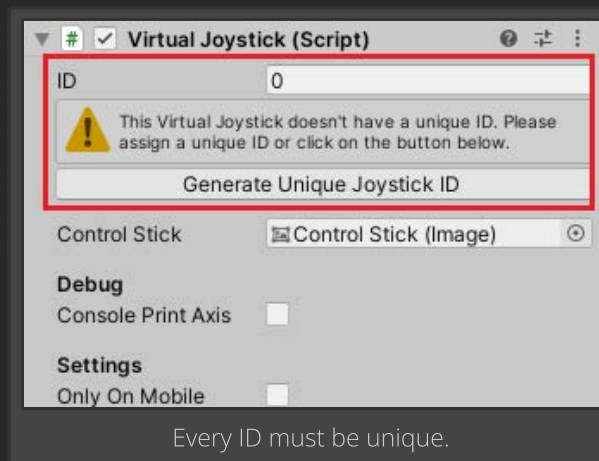 Virtual Joystick (Script)
ID 0
This Virtual Joystick doesn't have a unique ID. Please
assign a unique ID or click on the button below.
Generate Unique Joystick ID
Control Stick Control Stick (Image)
Debug
Console Print Axis
Settings
Only On Mobile
Every ID must be unique.